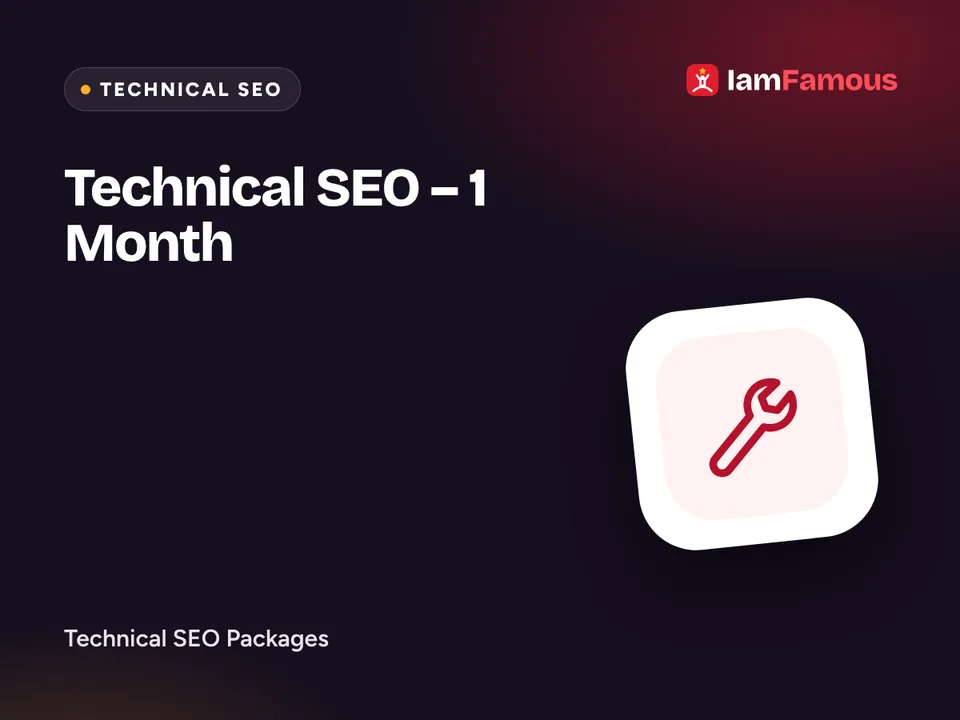 TECHNICAL SEO
IamFamous
Technical SEO – 1
Month
Technical SEO Packages